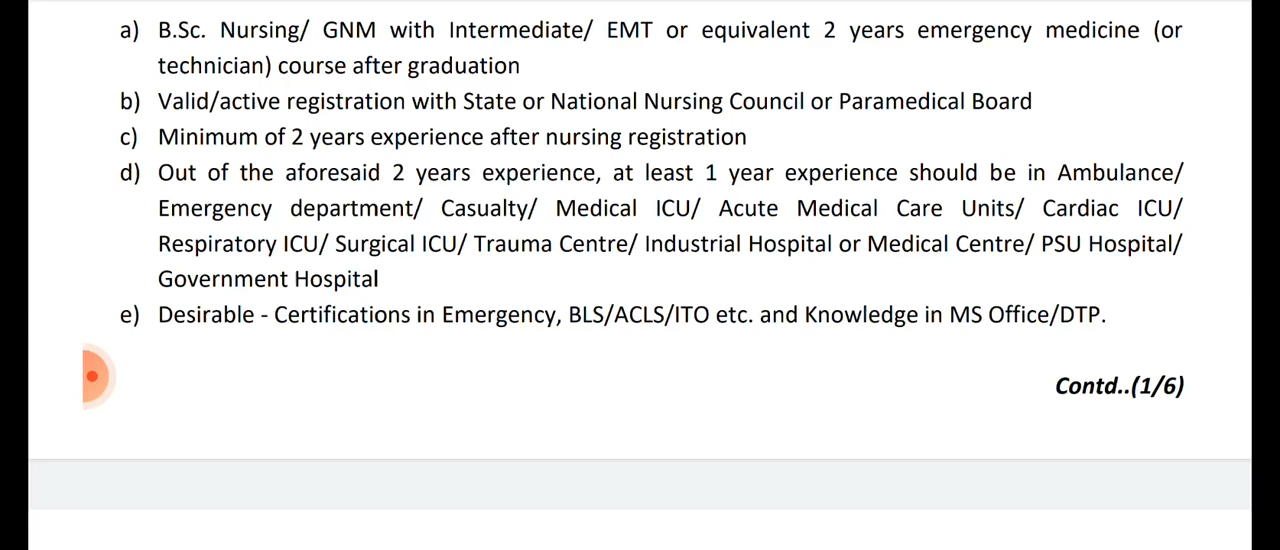 a) B.Sc. Nursing/ GNM with Intermediate/ EMT or equivalent 2 years emergency medicine (or
technician) course after graduation
b) Valid/active registration with State or National Nursing Council or Paramedical Board
c) Minimum of 2 years experience after nursing registration
d) Out of the aforesaid 2 years experience, at least 1 year experience should be in Ambulance/
Emergency department/ Casualty/ Medical ICU/ Acute Medical Care Units/ Cardiac ICU/
Respiratory ICU/ Surgical ICU/ Trauma Centre/ Industrial Hospital or Medical Centre/ PSU Hospital/
Government Hospital
e) Desirable - Certifications in Emergency, BLS/ACLS/ITO etc. and Knowledge in MS Office/DTP.
Contd..(1/6)